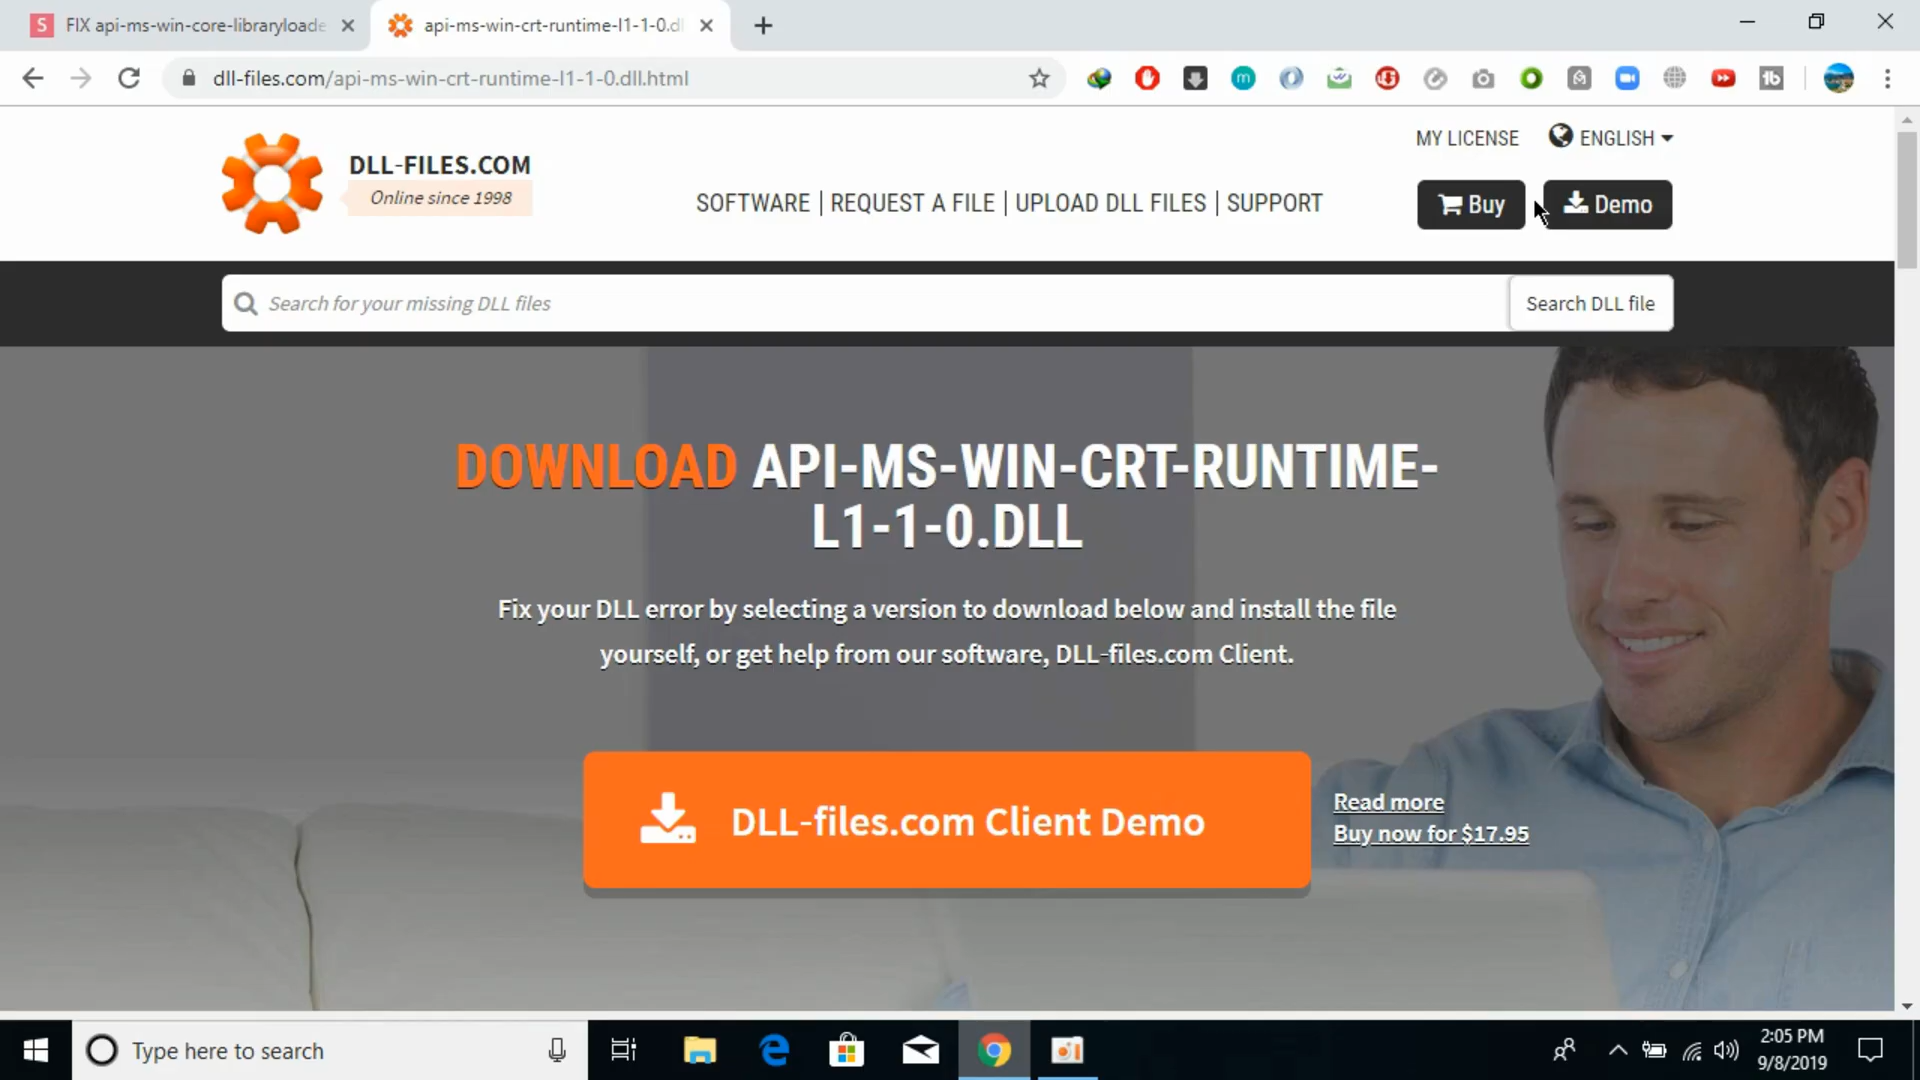 S FIX api-ms-win-core-libraryloade
api-ms-win-crt-runtime-l1-1-0.dl
dll-files.com/api-ms-win-crt-runtime-l1-1-0.dll.html
m
1b
MY LICENSE
ENGLISH
DLL-FILES.COM
Online since 1998
SOFTWARE | REQUEST A FILE | UPLOAD DLL FILES | SUPPORT
Buy
Demo
Search for your missing DLL files
Search DLL file
DOWNLOAD API-MS-WIN-CRT-RUNTIME-
L1-1-0.DLL
Fix your DLL error by selecting a version to download below and install the file
yourself, or get help from our software, DLL-files.com Client.
DLL-files.com Client Demo
Read more
Buy now for $17.95
Type here to search
2:05 PM
9/8/2019